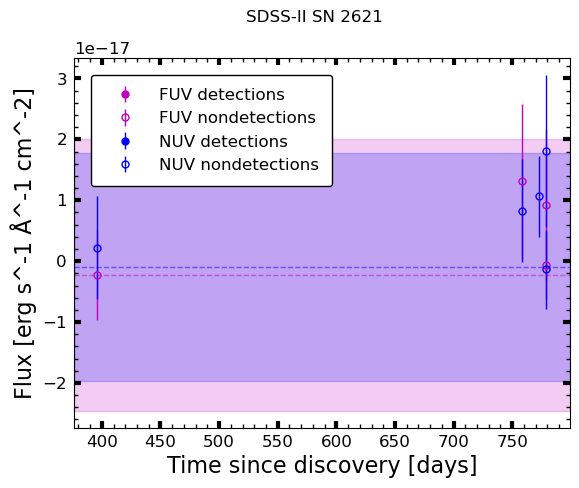 SDSS-II SN 2621
1e−17
FUV detections
FUV nondetections
NUV detections
NUV nondetections
3
2
1
0
−1
−2
Flux [erg s^-1 Å^-1 cm^-2]
400 450 500 550 600 650 700 750
Time since discovery [days]